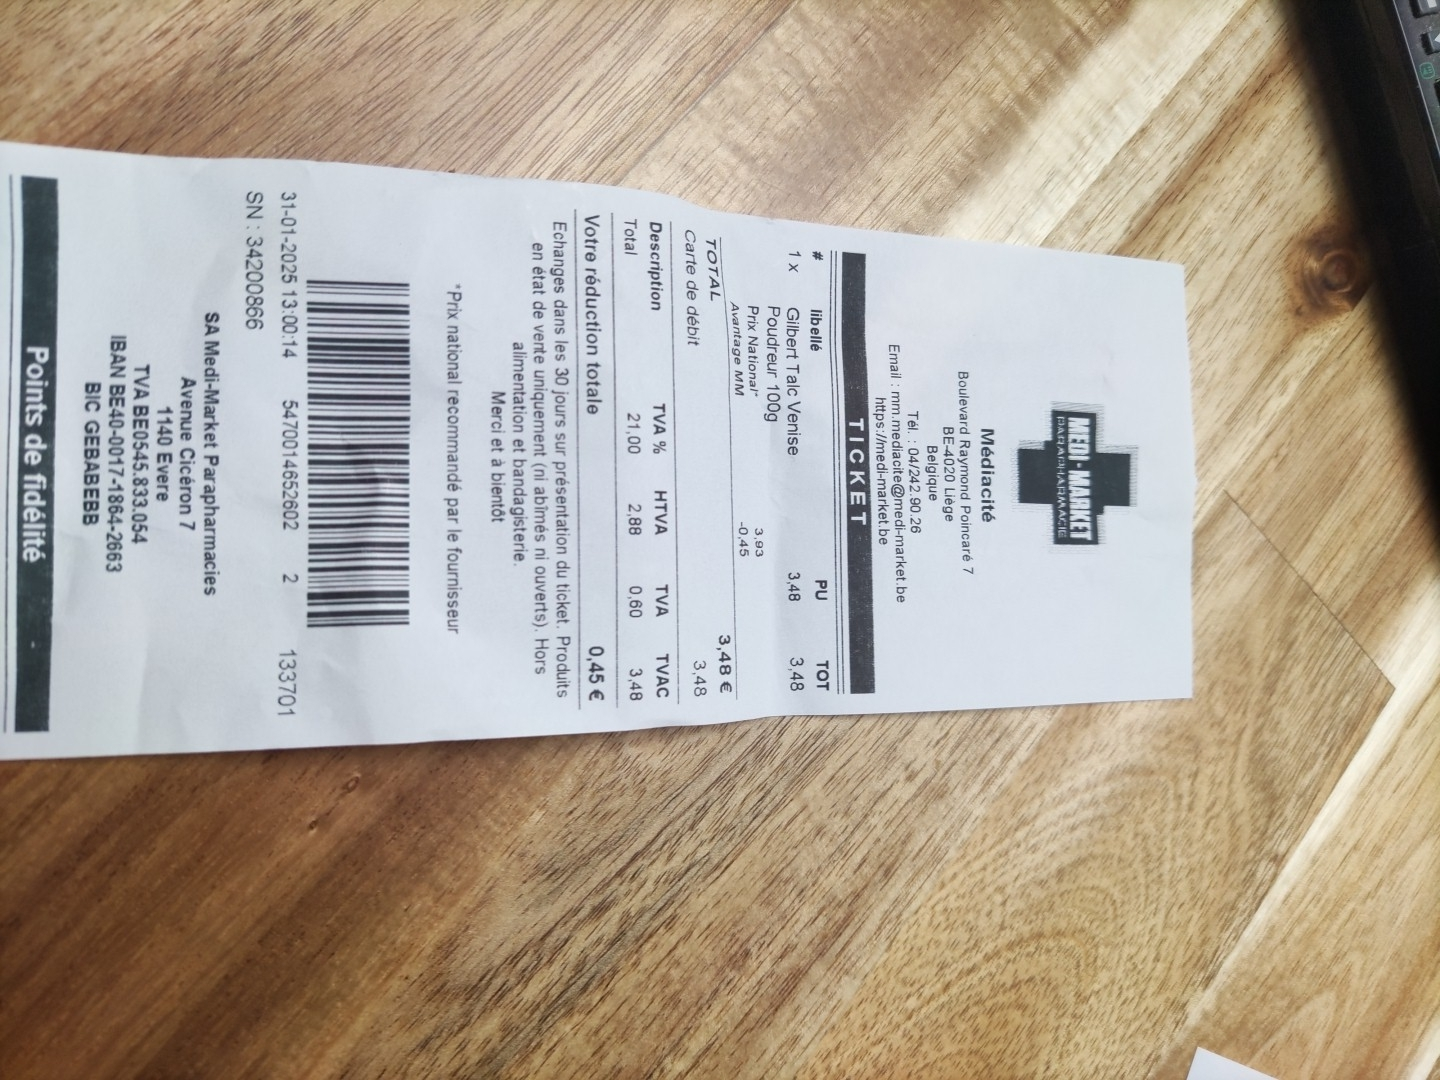 MEDI-MARKET
PARAPHARMACIE
Médiacité
Boulevard Raymond Poincaré 7
BE-4020 Liège
Belgique
Tél. : 04/242.90.26
Email : mm.mediacite@medi-market.be
https://medi-market.be
TICKET
# libellé PU TOT
1 x Gilbert Talc Venise 3,48 3,48
Poudreur 100g
Prix National* 3,93
Avantage MM -0,45
TOTAL 3,48 €
Carte de débit 3,48
Description TVA % HTVA TVA TVAC
Total 21,00 2,88 0,60 3,48
Votre réduction totale 0,45 €
Echanges dans les 30 jours sur présentation du ticket. Produits
en état de vente uniquement (ni abîmés ni ouverts). Hors
alimentation et bandagisterie.
Merci et à bientôt
*Prix national recommandé par le fournisseur
31-01-2025 13:00:14 5470014652602 2 133701
SN : 34200866
SA Medi-Market Parapharmacies
Avenue Cicéron 7
1140 Evere
TVA BE0545.833.054
IBAN BE40-0017-1864-2663
BIC GEBABEBB
Points de fidélité